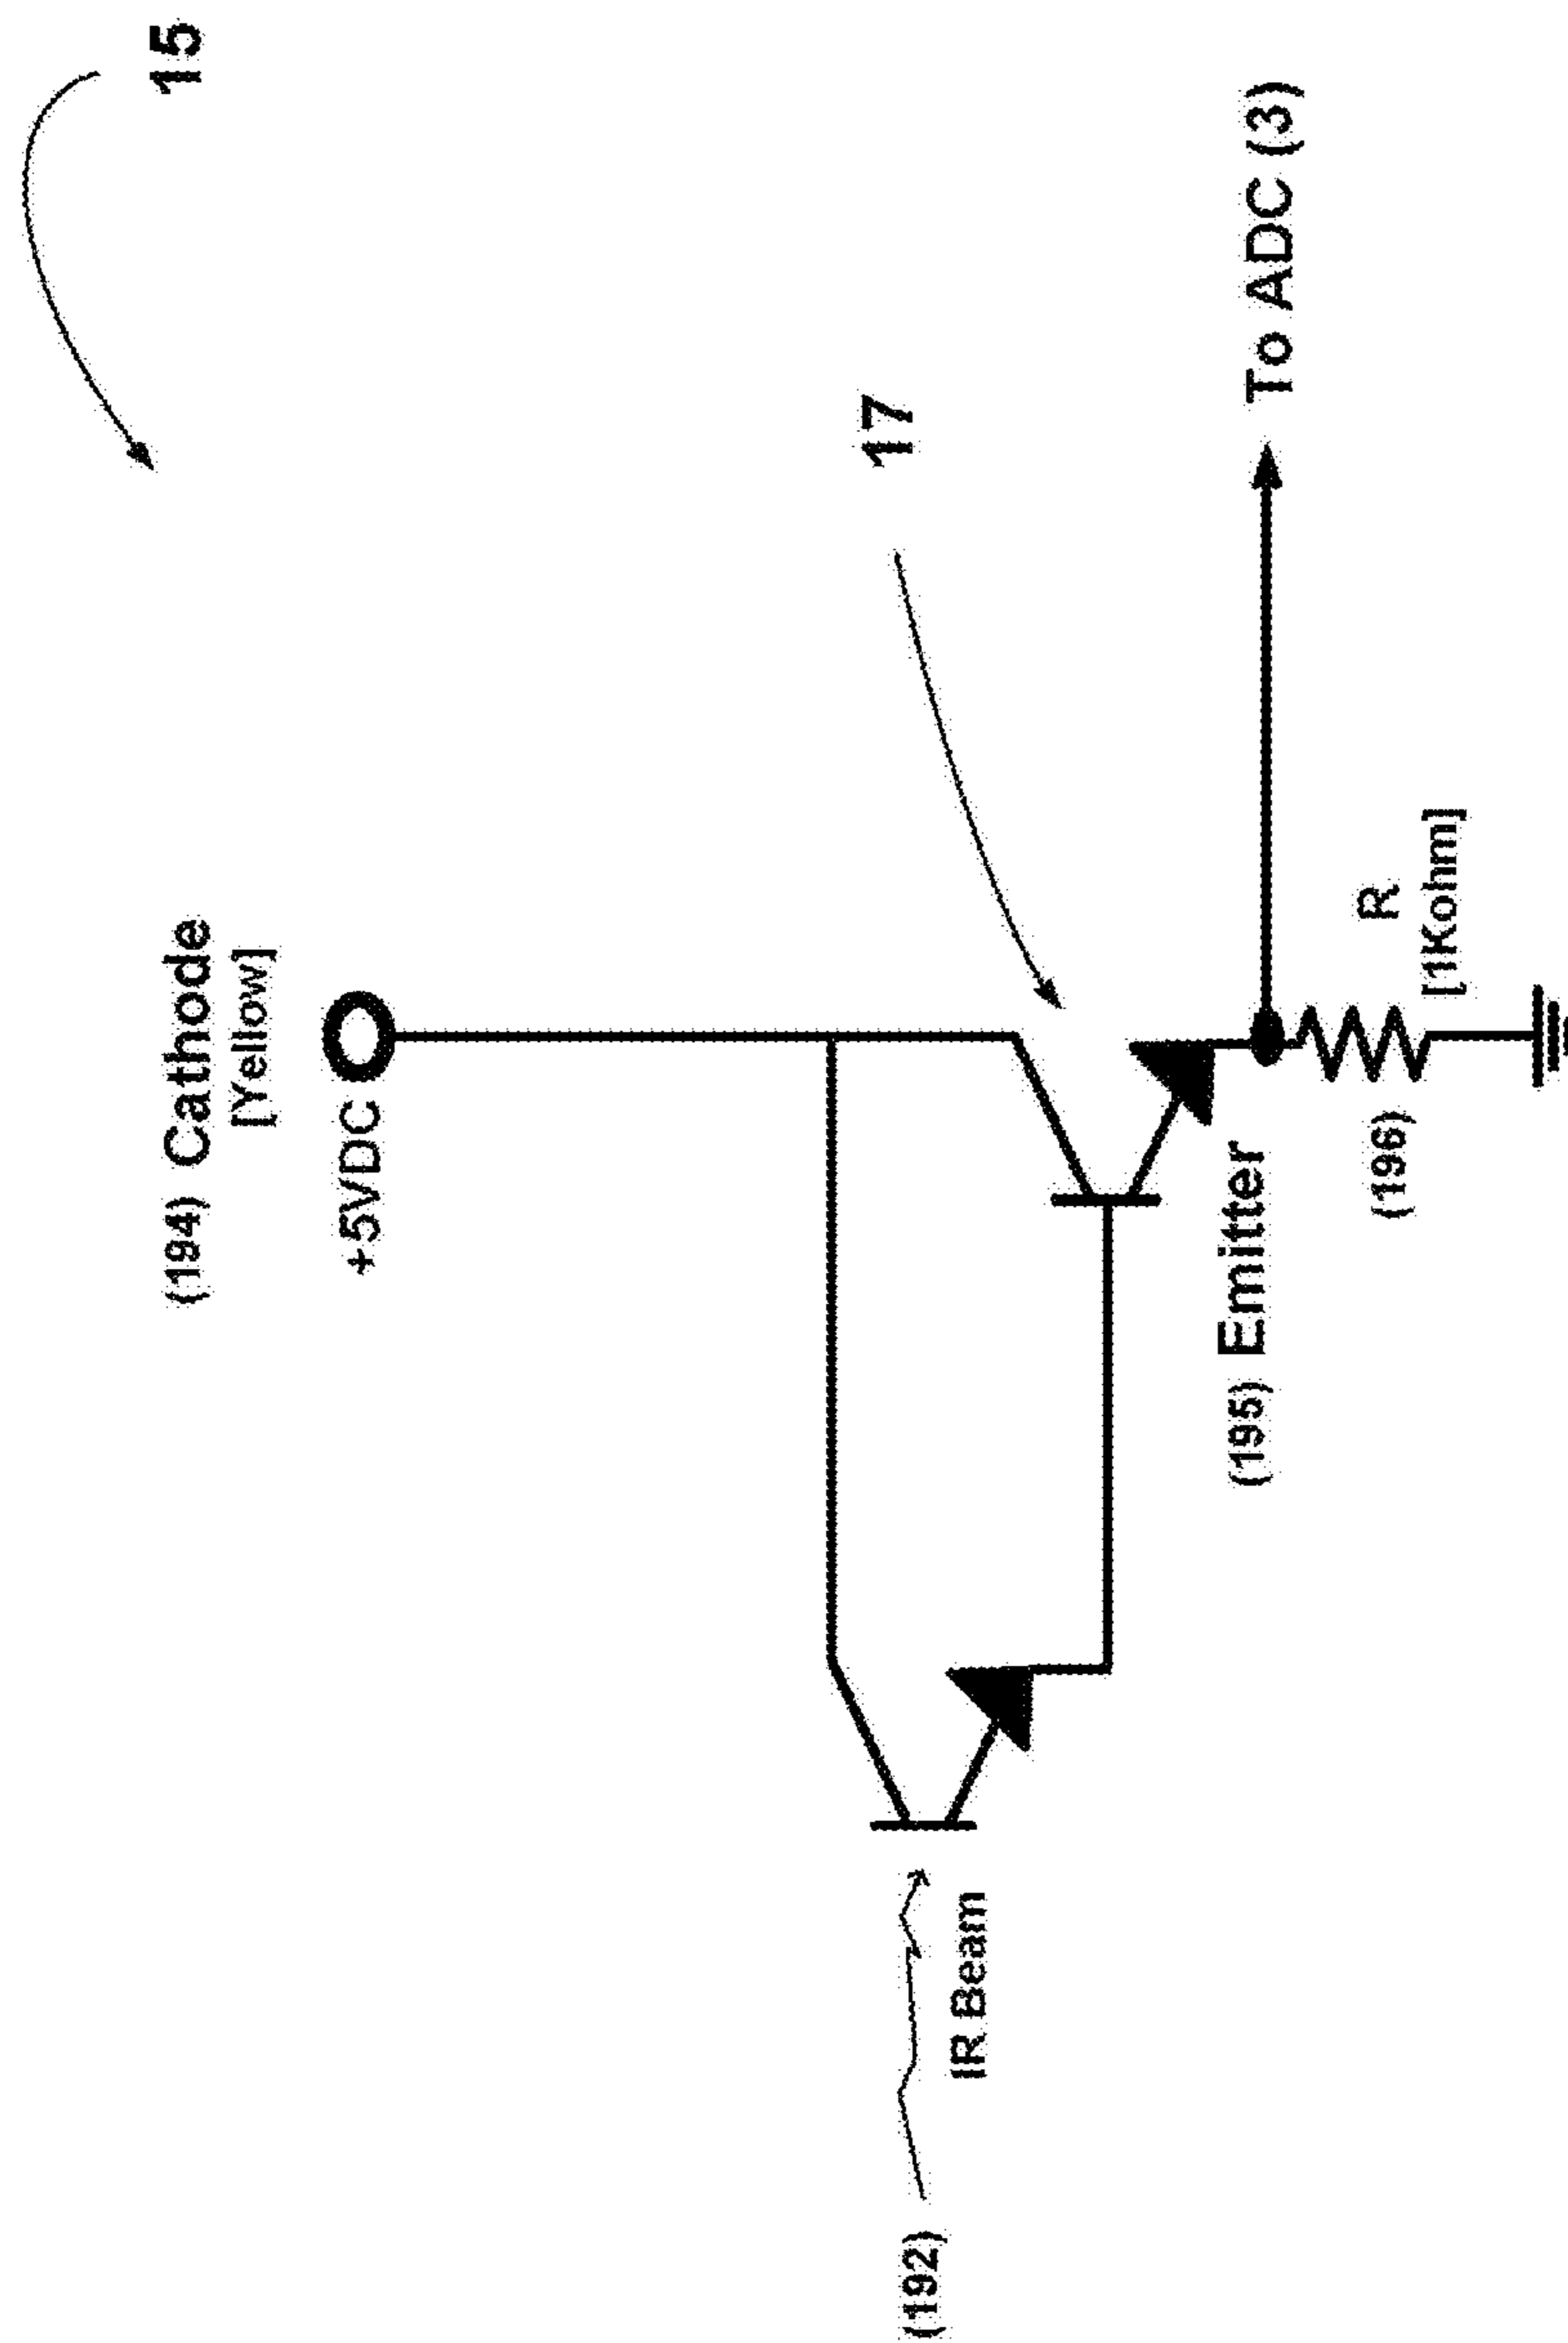 15
(194) Cathode
[Yellow]
+5VDC
17
To ADC (3)
(195) Emitter
R
[1Kohm]
(196)
IR Beam
(192)